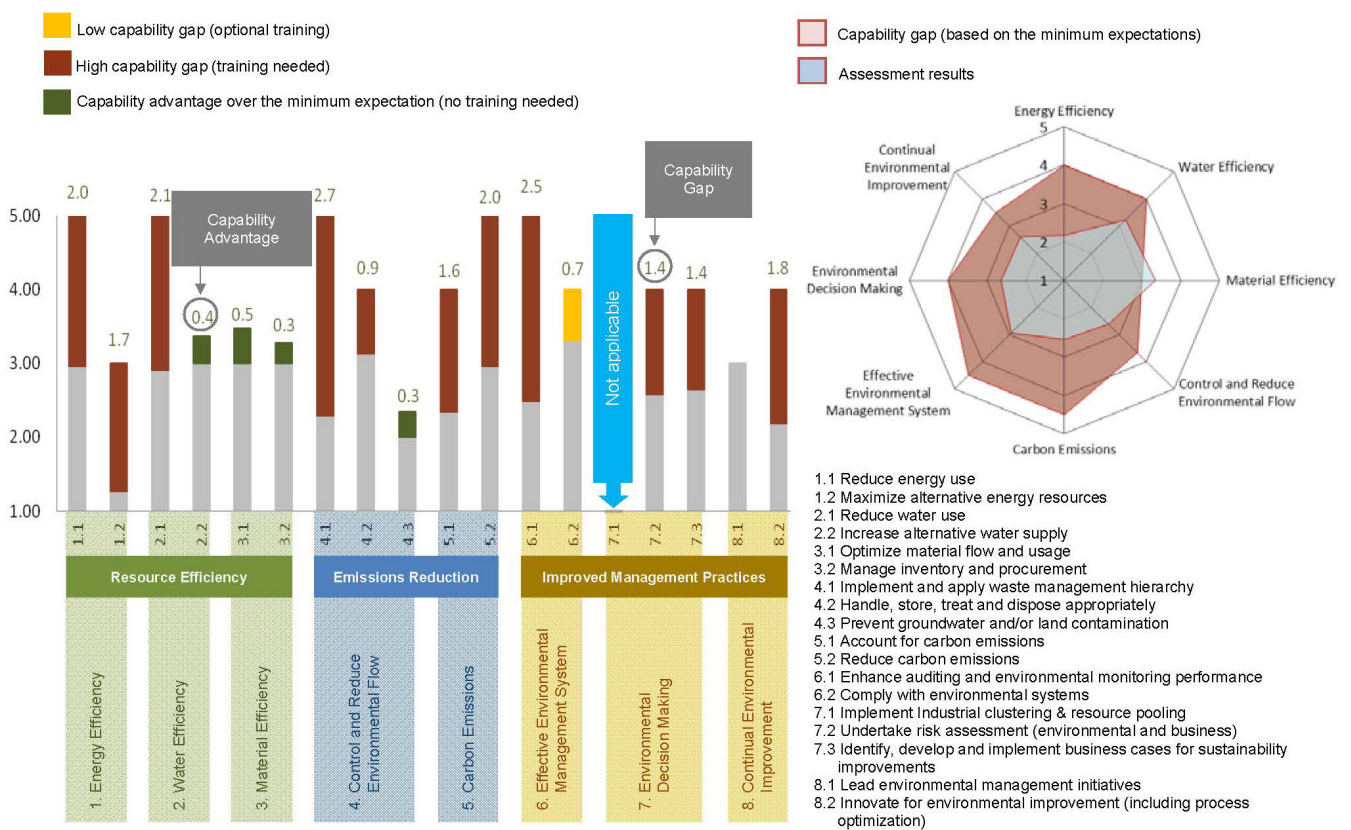 Low capability gap (optional training)
High capability gap (training needed)
Capability advantage over the minimum expectation (no training needed)
Capability gap (based on the minimum expectations)
Assessment results
Capability
Advantage
Capability
Gap
2.0
1.7
2.1
0.4
0.5
0.3
2.7
0.9
0.3
1.6
2.0
2.5
0.7
1.4
1.4
1.8
Not applicable
5.00
4.00
3.00
2.00
1.00
1.1
1.2
2.1
2.2
3.1
3.2
4.1
4.2
4.3
5.1
5.2
6.1
6.2
7.1
7.2
7.3
8.1
8.2
Resource Efficiency
Emissions Reduction
Improved Management Practices
1. Energy Efficiency
2. Water Efficiency
3. Material Efficiency
4. Control and Reduce
Environmental Flow
5. Carbon Emissions
6. Effective Environmental
Management System
7. Environmental
Decision Making
8. Continual Environmental
Improvement
Energy Efficiency
Water Efficiency
Material Efficiency
Control and Reduce
Environmental Flow
Carbon Emissions
Effective
Environmental
Management System
Environmental
Decision Making
Continual
Environmental
Improvement
5
4
3
2
1
1.1 Reduce energy use
1.2 Maximize alternative energy resources
2.1 Reduce water use
2.2 Increase alternative water supply
3.1 Optimize material flow and usage
3.2 Manage inventory and procurement
4.1 Implement and apply waste management hierarchy
4.2 Handle, store, treat and dispose appropriately
4.3 Prevent groundwater and/or land contamination
5.1 Account for carbon emissions
5.2 Reduce carbon emissions
6.1 Enhance auditing and environmental monitoring performance
6.2 Comply with environmental systems
7.1 Implement Industrial clustering & resource pooling
7.2 Undertake risk assessment (environmental and business)
7.3 Identify, develop and implement business cases for sustainability
improvements
8.1 Lead environmental management initiatives
8.2 Innovate for environmental improvement (including process
optimization)